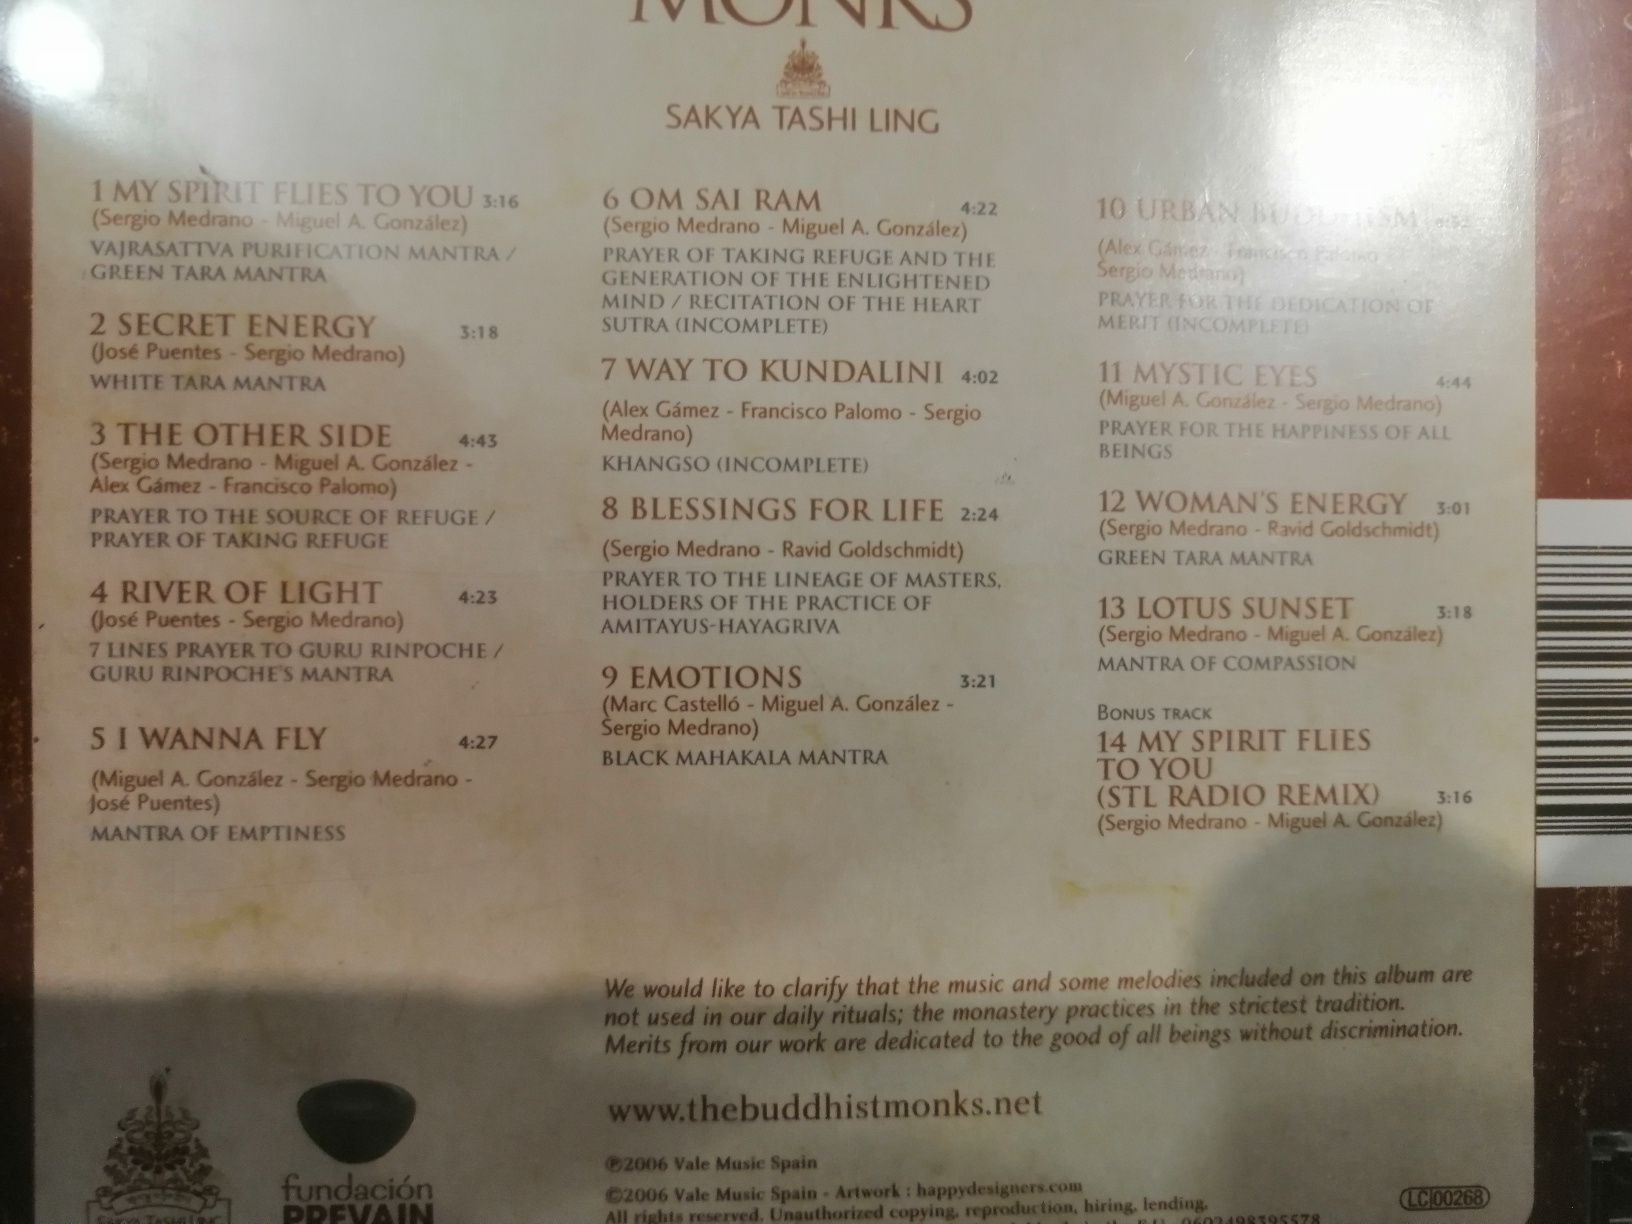 MONKS
SAKYA TASHI LING
1 MY SPIRIT FLIES TO YOU 3:16
(Sergio Medrano - Miguel A. González)
VAJRASATTVA PURIFICATION MANTRA /
GREEN TARA MANTRA
2 SECRET ENERGY 3:18
(José Puentes - Sergio Medrano)
WHITE TARA MANTRA
3 THE OTHER SIDE 4:43
(Sergio Medrano - Miguel A. González -
Alex Gámez - Francisco Palomo)
PRAYER TO THE SOURCE OF REFUGE /
PRAYER OF TAKING REFUGE
4 RIVER OF LIGHT 4:23
(José Puentes - Sergio Medrano)
7 LINES PRAYER TO GURU RINPOCHE /
GURU RINPOCHE'S MANTRA
5 I WANNA FLY 4:27
(Miguel A. González - Sergio Medrano -
José Puentes)
MANTRA OF EMPTINESS
6 OM SAI RAM 4:22
(Sergio Medrano - Miguel A. González)
PRAYER OF TAKING REFUGE AND THE
GENERATION OF THE ENLIGHTENED
MIND / RECITATION OF THE HEART
SUTRA (INCOMPLETE)
7 WAY TO KUNDALINI 4:02
(Alex Gámez - Francisco Palomo - Sergio
Medrano)
KHANGSO (INCOMPLETE)
8 BLESSINGS FOR LIFE 2:24
(Sergio Medrano - Ravid Goldschmidt)
PRAYER TO THE LINEAGE OF MASTERS,
HOLDERS OF THE PRACTICE OF
AMITAYUS-HAYAGRIVA
9 EMOTIONS 3:21
(Marc Castelló - Miguel A. González -
Sergio Medrano)
BLACK MAHAKALA MANTRA
10 URBAN BUDDHISM
(Alex Gámez - Francisco Palomo
Sergio Medrano)
PRAYER FOR THE DEDICATION OF
MERIT (INCOMPLETE)
11 MYSTIC EYES 4:44
(Miguel A. González - Sergio Medrano)
PRAYER FOR THE HAPPINESS OF ALL
BEINGS
12 WOMAN'S ENERGY 3:01
(Sergio Medrano - Ravid Goldschmidt)
GREEN TARA MANTRA
13 LOTUS SUNSET 3:18
(Sergio Medrano - Miguel A. González)
MANTRA OF COMPASSION
BONUS TRACK
14 MY SPIRIT FLIES
TO YOU
(STL RADIO REMIX) 3:16
(Sergio Medrano - Miguel A. González)
We would like to clarify that the music and some melodies included on this album are
not used in our daily rituals; the monastery practices in the strictest tradition.
Merits from our work are dedicated to the good of all beings without discrimination.
www.thebuddhistmonks.net
℗2006 Vale Music Spain
©2006 Vale Music Spain - Artwork : happydesigners.com
All rights reserved. Unauthorized copying, reproduction, hiring, lending,
LC 00268
SAKYA TASHI LING
fundación
PREVAIN